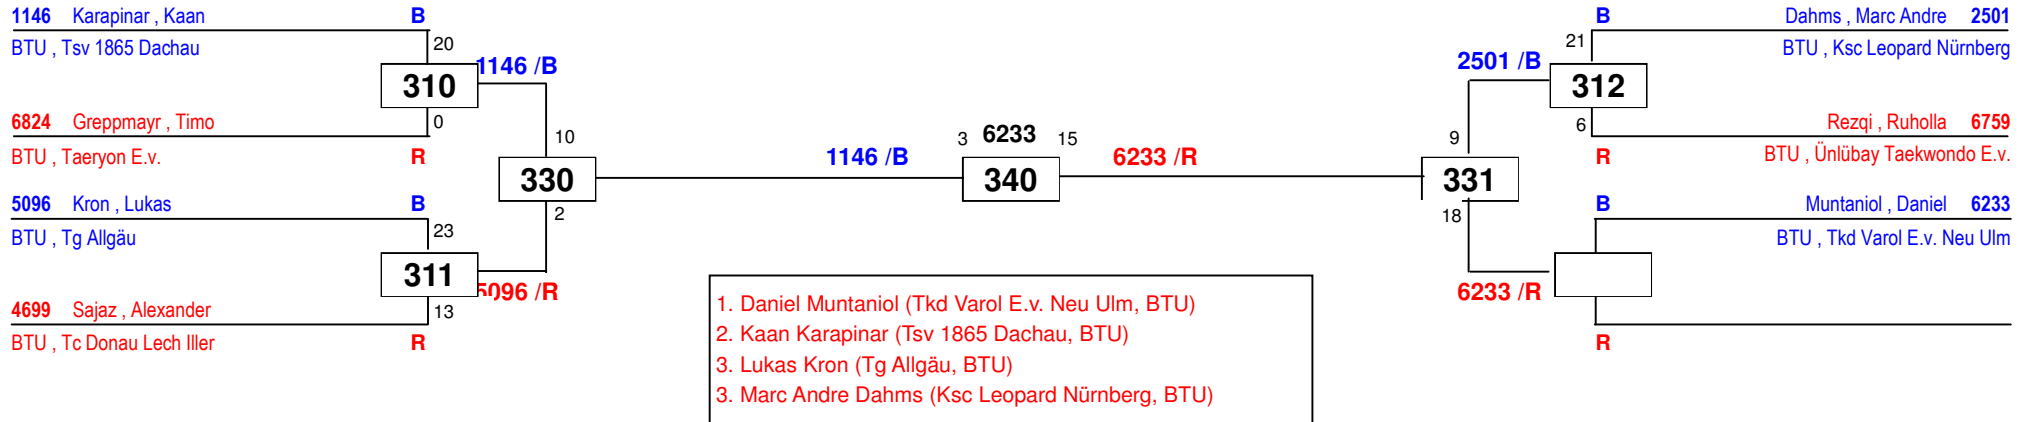 1146 Karapinar , Kaan B
BTU , Tsv 1865 Dachau
20
310
1146 /B
0
6824 Greppmayr , Timo
BTU , Taeryon E.v. R
10
330
2
5096 Kron , Lukas B
BTU , Tg Allgäu
23
311
5096 /R
13
4699 Sajaz , Alexander
BTU , Tc Donau Lech Iller R
1146 /B
3 6233 15
340
6233 /R
B Dahms , Marc Andre 2501
BTU , Ksc Leopard Nürnberg
21
2501 /B
312
6
Rezqi , Ruholla 6759
R BTU , Ünlübay Taekwondo E.v.
9
331
18
B Muntaniol , Daniel 6233
BTU , Tkd Varol E.v. Neu Ulm
6233 /R
R
1. Daniel Muntaniol (Tkd Varol E.v. Neu Ulm, BTU)
2. Kaan Karapinar (Tsv 1865 Dachau, BTU)
3. Lukas Kron (Tg Allgäu, BTU)
3. Marc Andre Dahms (Ksc Leopard Nürnberg, BTU)